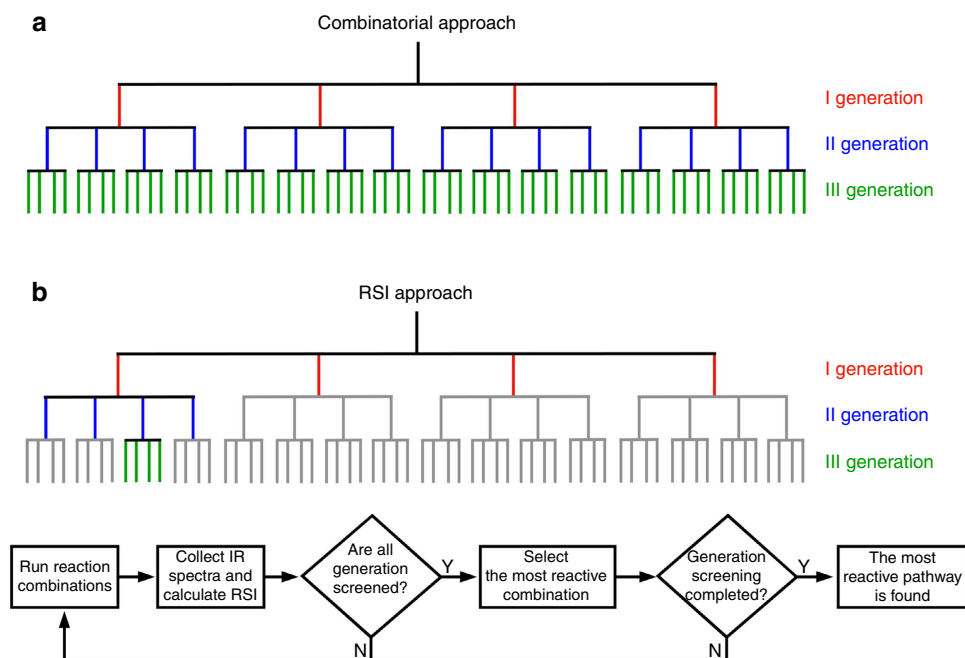 a
Combinatorial approach
I generation
II generation
III generation
b
RSI approach
I generation
II generation
III generation
Run reaction
combinations
Collect IR
spectra and
calculate RSI
Are all
generation
screened?
Y
N
Select
the most reactive
combination
Generation
screening
completed?
Y
N
The most
reactive pathway
is found